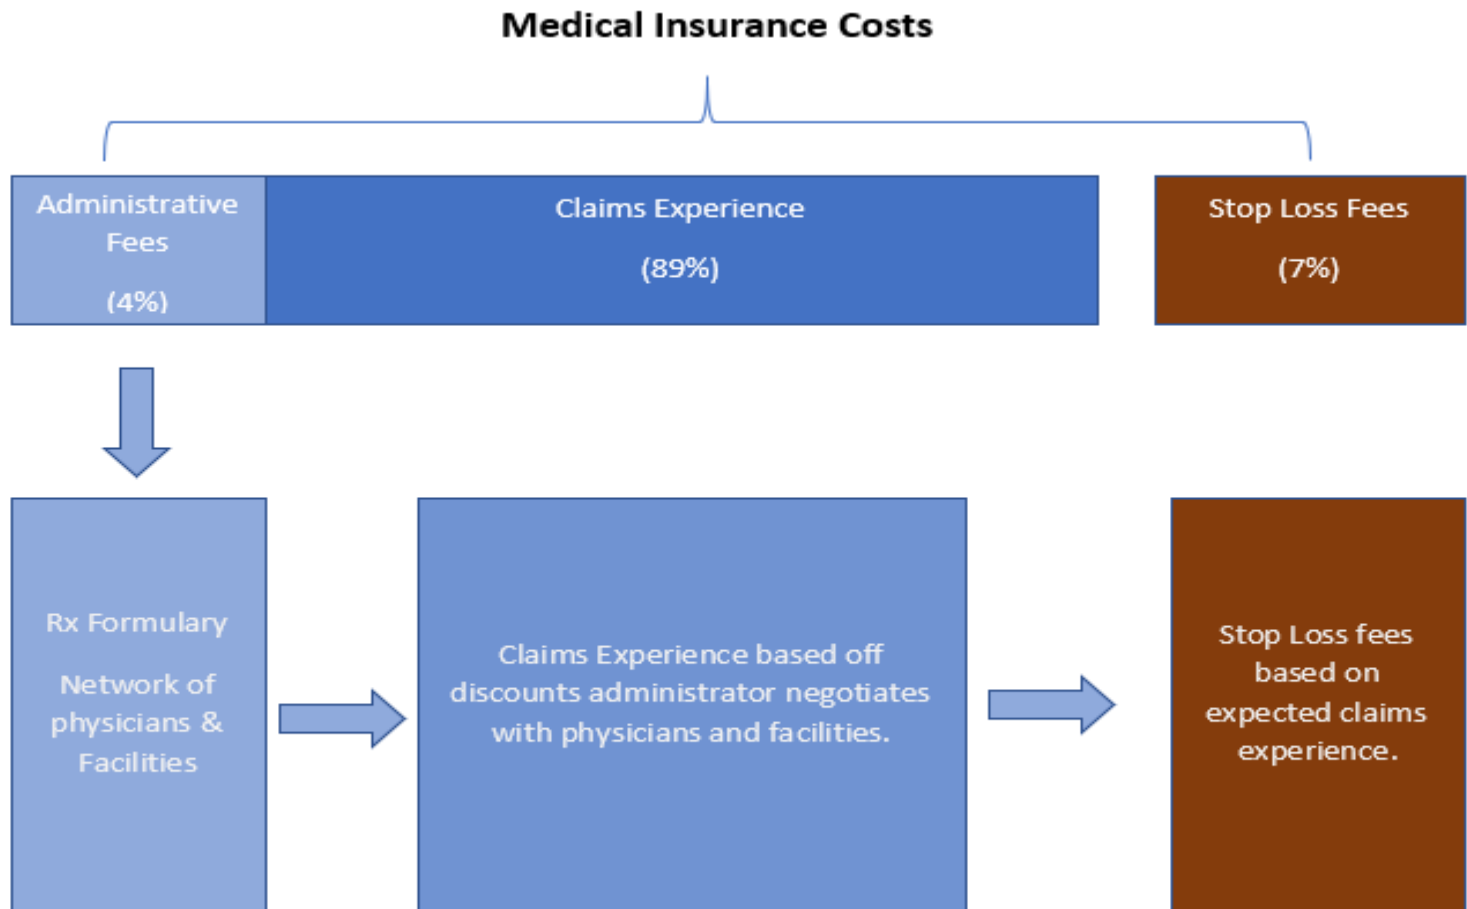 Medical Insurance Costs
Administrative
Fees
(4%)
Claims Experience
(89%)
Stop Loss Fees
(7%)
Rx Formulary
Network of
physicians &
Facilities
Claims Experience based off
discounts administrator negotiates
with physicians and facilities.
Stop Loss fees
based on
expected claims
experience.